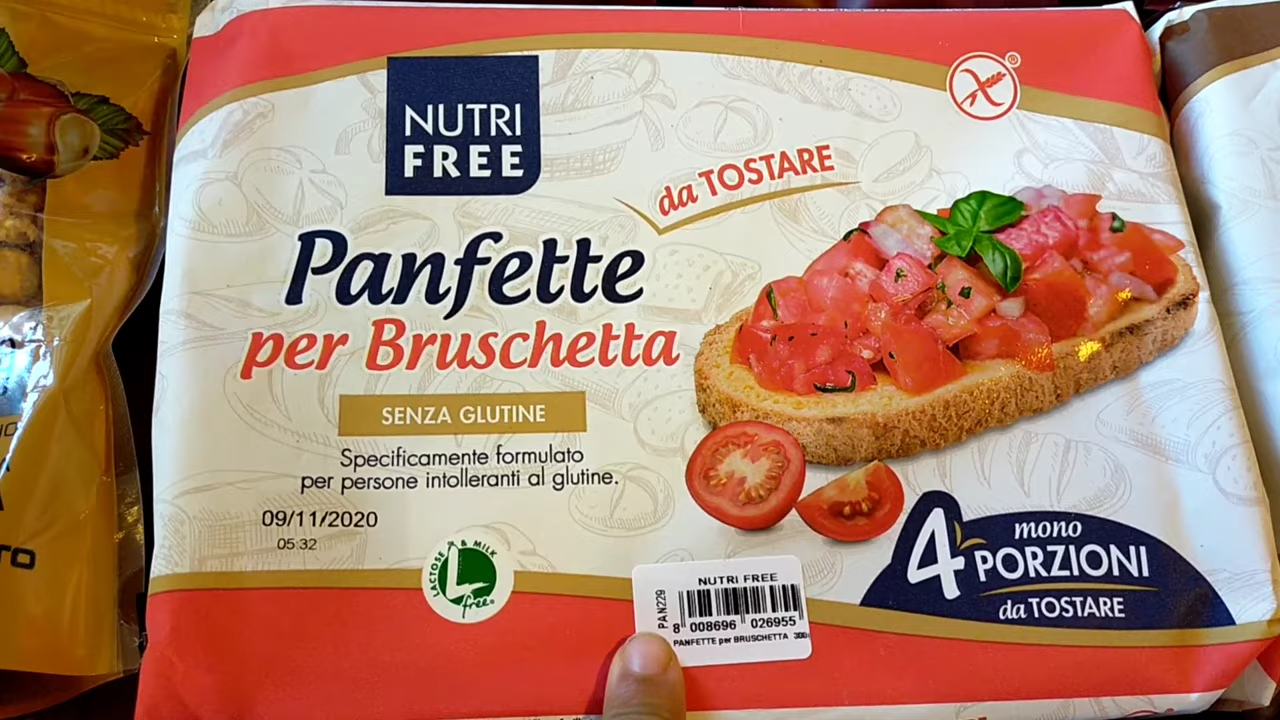 NUTRI
FREE
da TOSTARE
Panfette
per Bruschetta
SENZA GLUTINE
Specificamente formulato
per persone intolleranti al glutine.
09/11/2020
05:32
LACTOSE & MILK
free
4 mono
PORZIONI
da TOSTARE
NUTRI FREE
PAN229
8 008696 026955
PANFETTE per BRUSCHETTA 300
TO